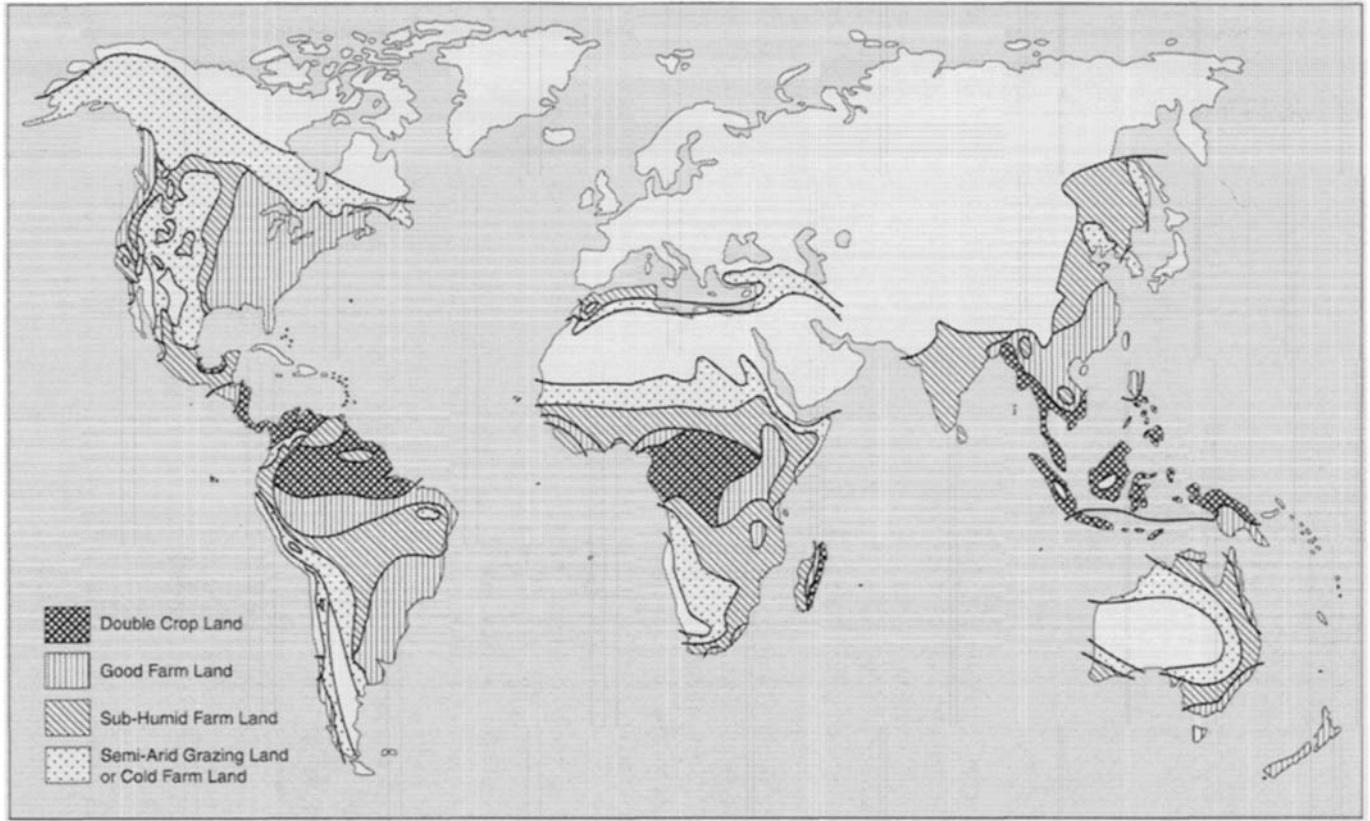 Double Crop Land
Good Farm Land
Sub-Humid Farm Land
Semi-Arid Grazing Land
or Cold Farm Land